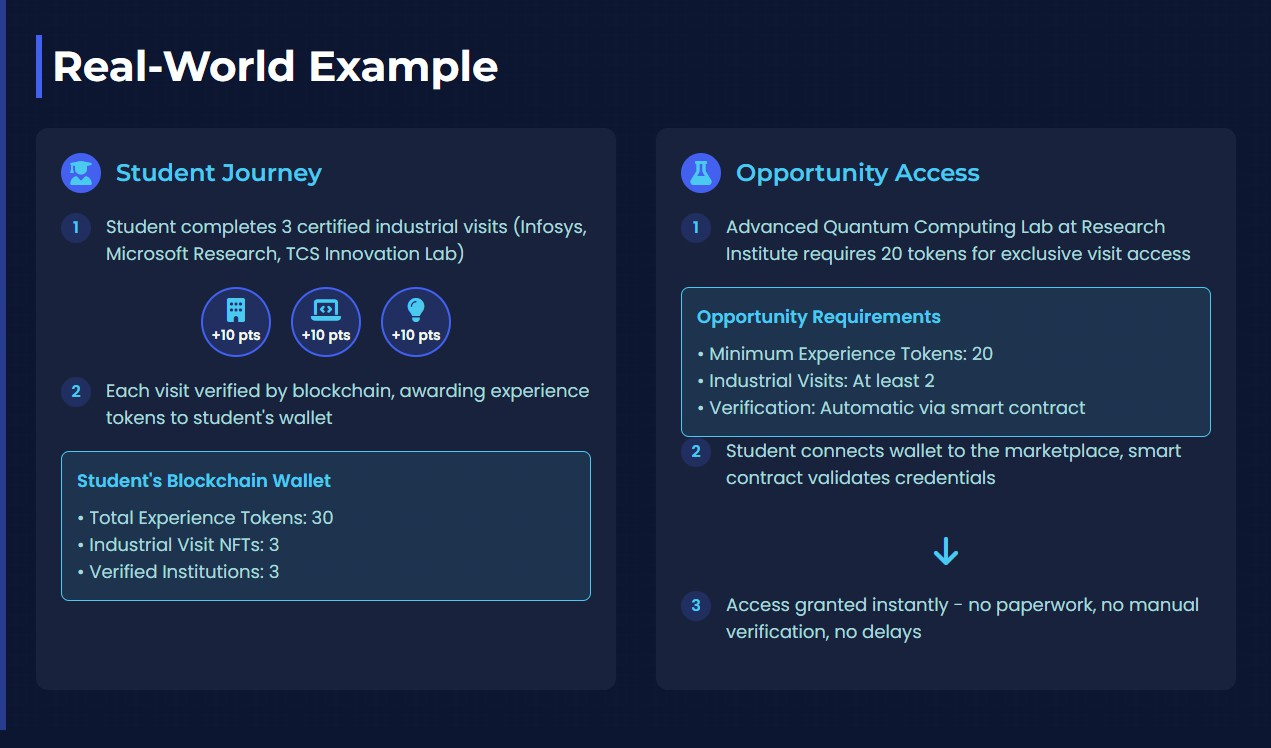 Real-World Example
Student Journey
1
Student completes 3 certified industrial visits (Infosys,
Microsoft Research, TCS Innovation Lab)
+10 pts
+10 pts
+10 pts
2
Each visit verified by blockchain, awarding experience
tokens to student's wallet
Student's Blockchain Wallet
• Total Experience Tokens: 30
• Industrial Visit NFTs: 3
• Verified Institutions: 3
Opportunity Access
1
Advanced Quantum Computing Lab at Research
Institute requires 20 tokens for exclusive visit access
Opportunity Requirements
• Minimum Experience Tokens: 20
• Industrial Visits: At least 2
• Verification: Automatic via smart contract
2
Student connects wallet to the marketplace, smart
contract validates credentials
3
Access granted instantly - no paperwork, no manual
verification, no delays